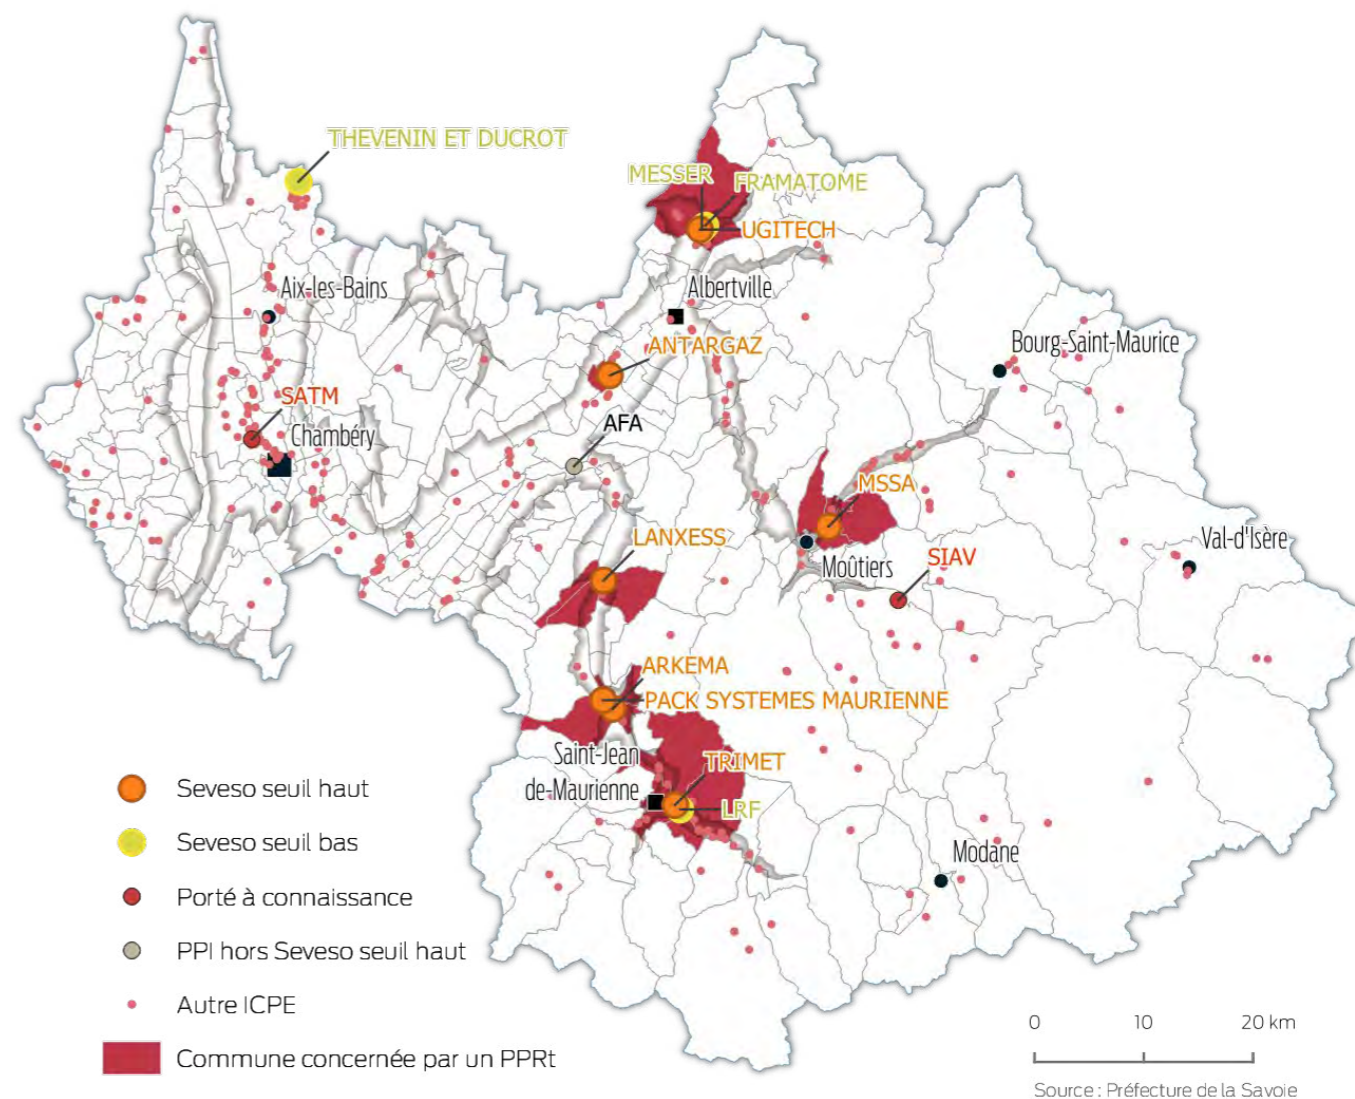 THEVENIN ET DUCROT
MESSER
FRAMATOME
UGITECH
Aix-les-Bains
Albertville
ANTARGAZ
Bourg-Saint-Maurice
SATM
Chambéry
AFA
MSSA
LANXESS
Moûtiers
SIAV
Val-d'Isère
ARKEMA
PACK SYSTEMES MAURIENNE
Saint-Jean
de-Maurienne
TRIMET
LRF
Modane
Seveso seuil haut
Seveso seuil bas
Porté à connaissance
PPI hors Seveso seuil haut
Autre ICPE
Commune concernée par un PPRt
0 10 20 km
Source : Préfecture de la Savoie